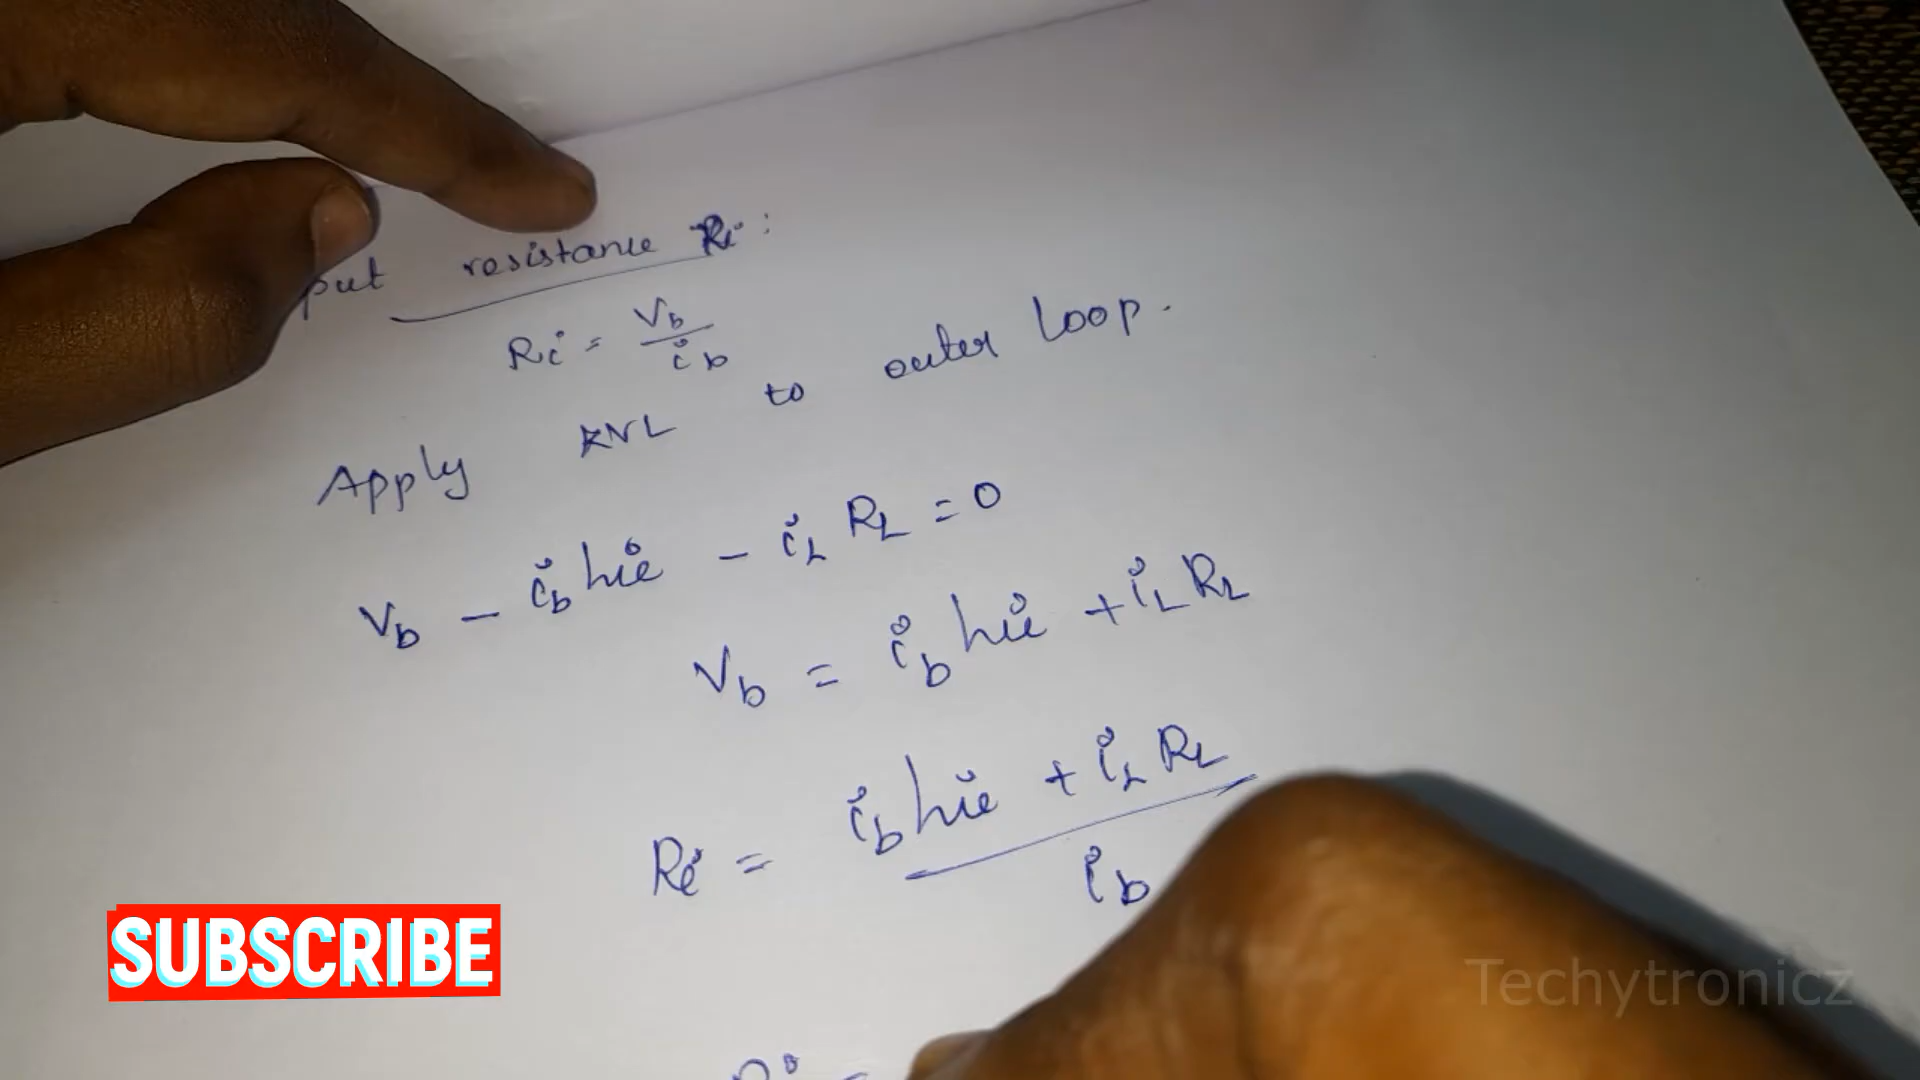 put resistance Ri :
Ri = Vb / ib
Apply KVL to outer loop.
Vb - ib hie - iL RL = 0
Vb = ib hie + iL RL
Ri = ib hie + iL RL / ib
SUBSCRIBE
Techytronicz